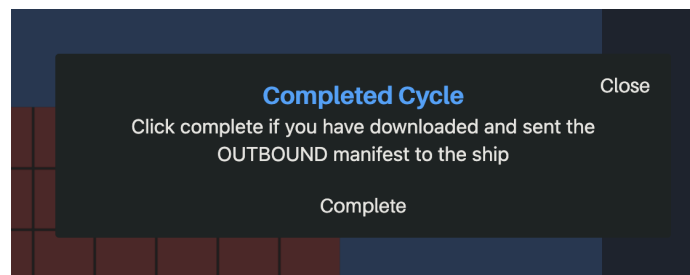 Close
Completed Cycle
Click complete if you have downloaded and sent the
OUTBOUND manifest to the ship
Complete